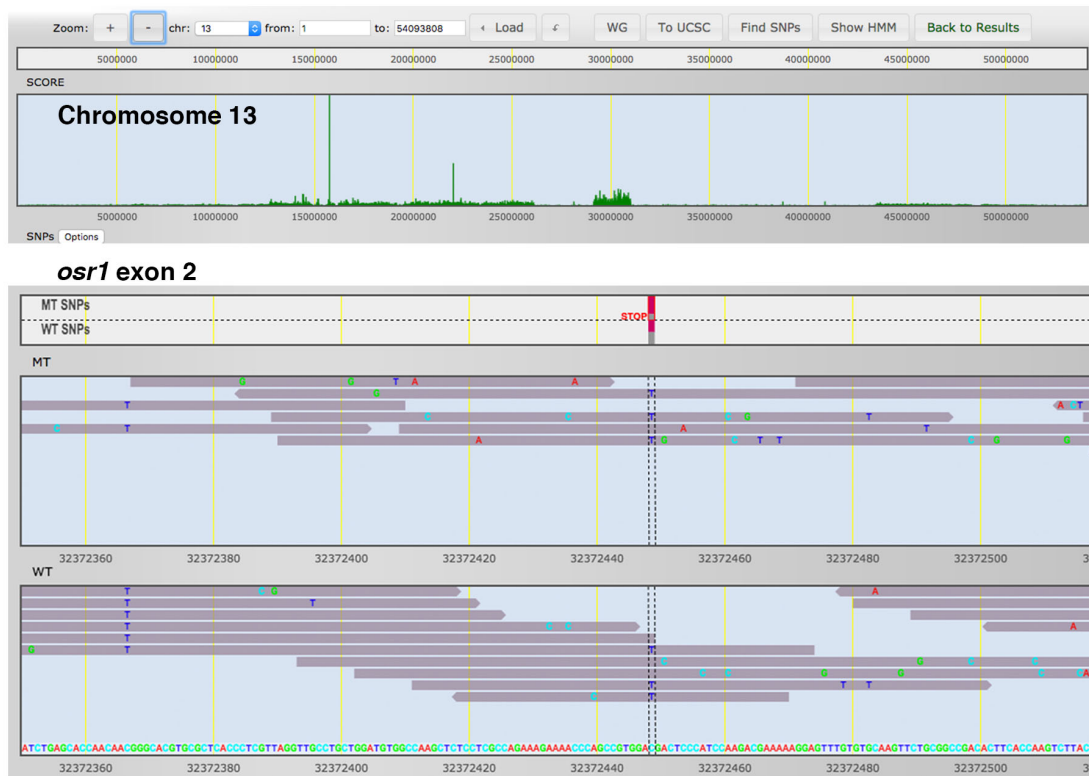 Zoom: + - chr: 13 from: 1 to: 54093808 Load WG To UCSC Find SNPs Show HMM Back to Results
5000000 10000000 15000000 20000000 25000000 30000000 35000000 40000000 45000000 50000000
SCORE
Chromosome 13
5000000 10000000 15000000 20000000 25000000 30000000 35000000 40000000 45000000 50000000
SNPs Options
osr1 exon 2
MT SNPs
STOP
WT SNPs
MT
G G T A A
G T
T A C T
C C T C G T
C T A T
A T G C T T C G G
32372360 32372380 32372400 32372420 32372440 32372460 32372480 32372500
WT
T C G A
T T
T
T C C A
T
G T T
C G C C
C C G G C C A
T T T T
C T
ATCTGAGCACCAACAACGGGCACGTGCGCTCACCCTCGTTAGGTTGCCTGCTGGATGTGGCCAAGCTCTCCTCGCCAGAAAGAAAACCCAGCCGTGGACGACTCCCATCCAAGACGAAAAAGGAGTTTGTGTGCAAGTTCTGCGGCCGACACTTCACCAAGTCTTAC
32372360 32372380 32372400 32372420 32372440 32372460 32372480 32372500